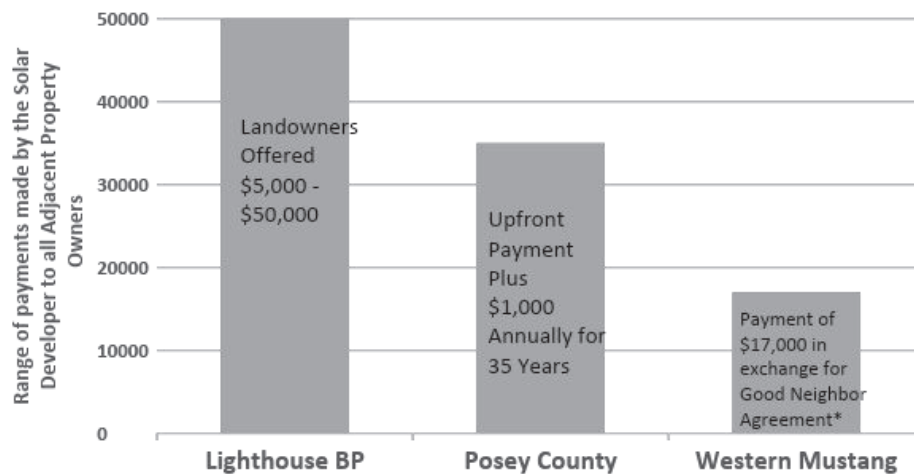 Range of payments made by the Solar
Developer to all Adjacent Property
Owners
50000
40000
30000
20000
10000
0
Landowners
Offered
$5,000 -
$50,000
Upfront
Payment
Plus
$1,000
Annually for
35 Years
Payment of
$17,000 in
exchange for
Good Neighbor
Agreement*
Lighthouse BP
Posey County
Western Mustang